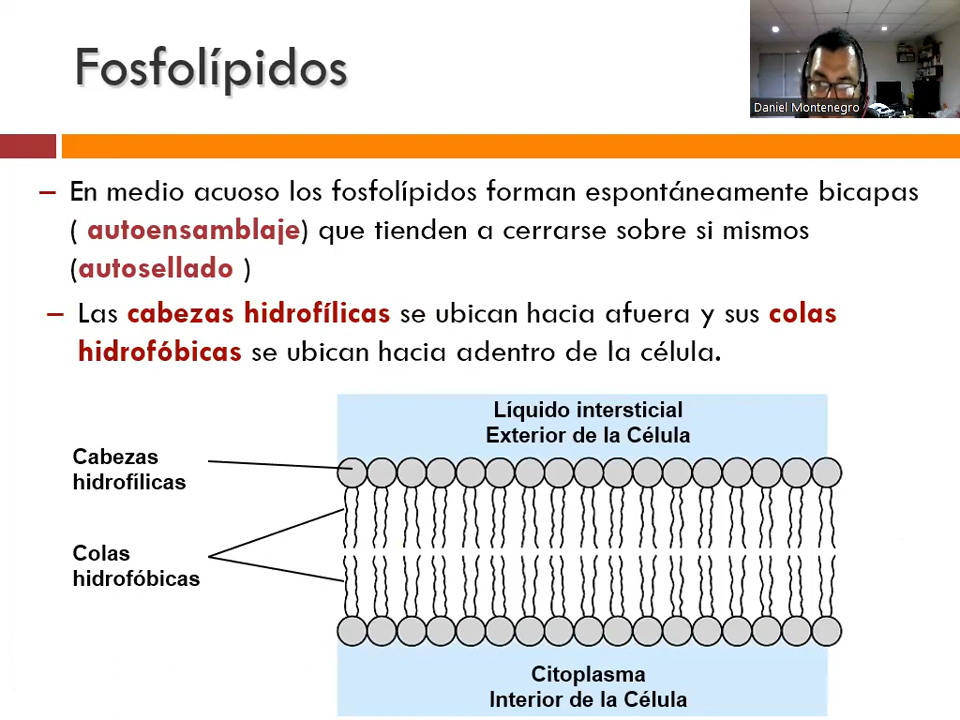 Fosfolípidos
Daniel Montenegro
– En medio acuoso los fosfolípidos forman espontáneamente bicapas
( autoensamblaje) que tienden a cerrarse sobre si mismos
(autosellado )
– Las cabezas hidrofílicas se ubican hacia afuera y sus colas
hidrofóbicas se ubican hacia adentro de la célula.
Líquido intersticial
Exterior de la Célula
Cabezas
hidrofílicas
Colas
hidrofóbicas
Citoplasma
Interior de la Célula